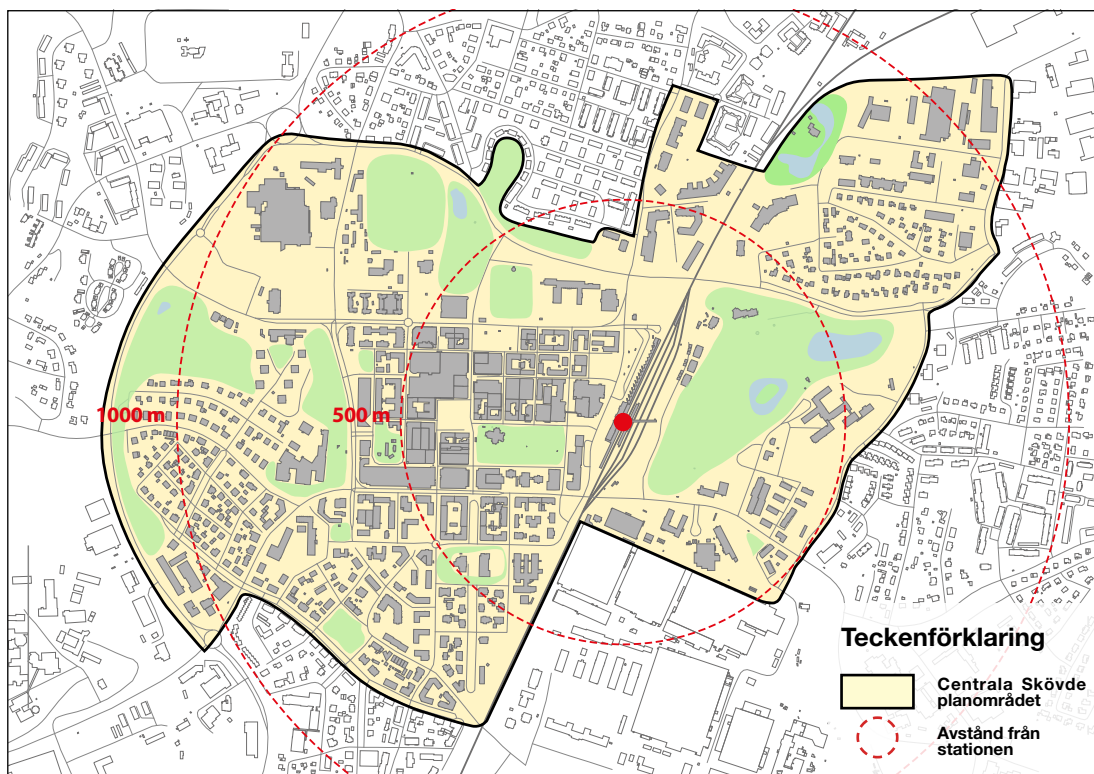 1000 m
500 m
Teckenförklaring
Centrala Skövde
planområdet
Avstånd från
stationen